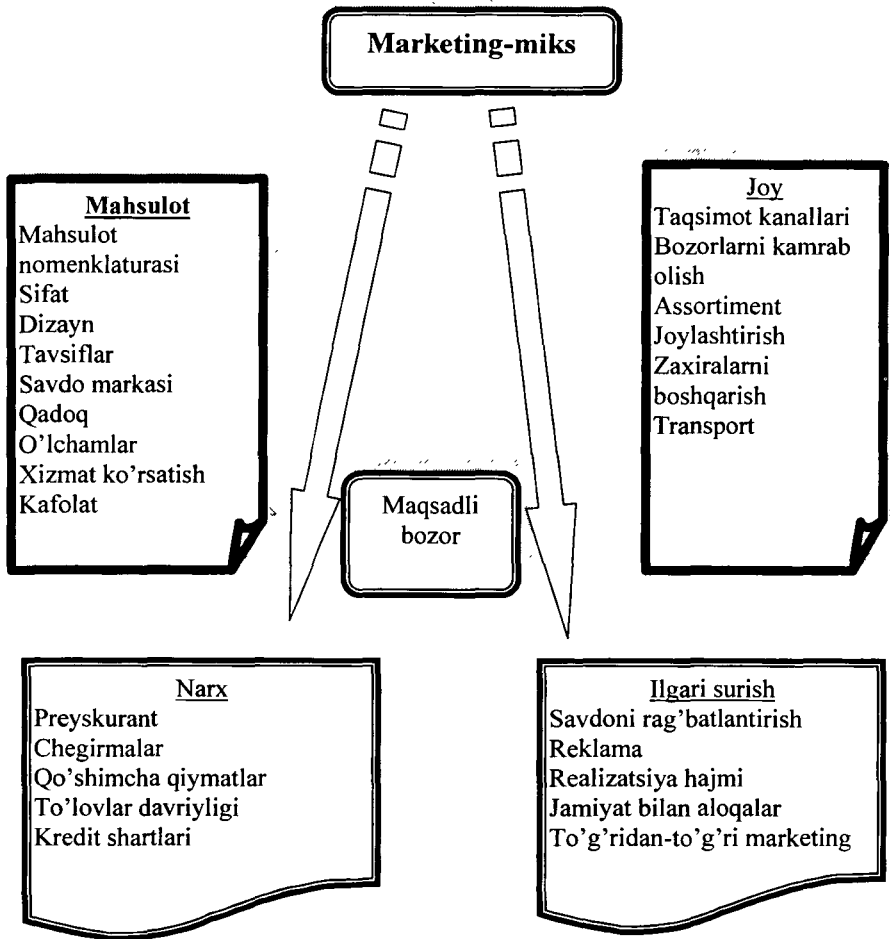 Marketing-miks
Mahsulot
Mahsulot
nomenklaturasi
Sifat
Dizayn
Tavsiflar
Savdo markasi
Qadoq
O’lchamlar
Xizmat ko’rsatish
Kafolat
Joy
Taqsimot kanallari
Bozorlarni kamrab
olish
Assortiment
Joylashtirish
Zaxiralarni
boshqarish
Transport
Maqsadli
bozor
Narx
Preyskurant
Chegirmalar
Qo’shimcha qiymatlar
To’lovlar davriyligi
Kredit shartlari
Ilgari surish
Savdoni rag’batlantirish
Reklama
Realizatsiya hajmi
Jamiyat bilan aloqalar
To’g’ridan-to’g’ri marketing